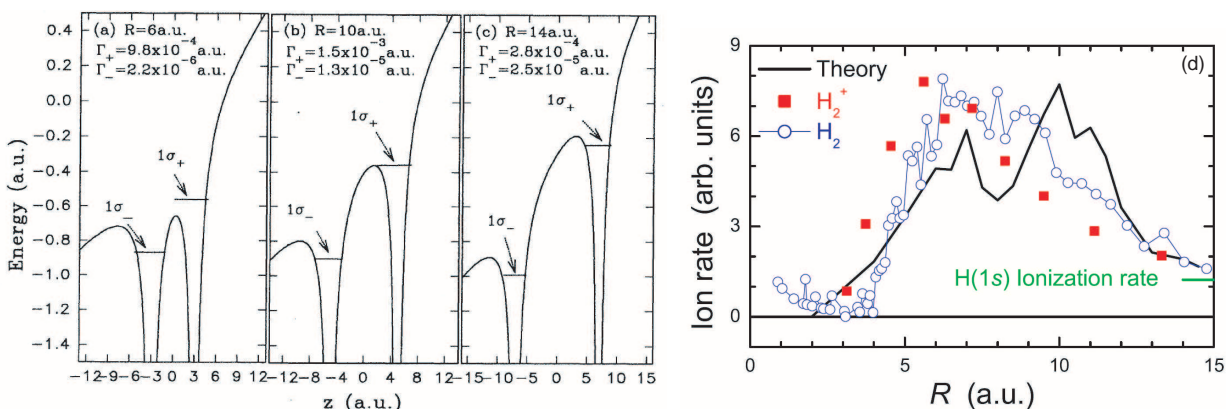 (a) R=6a.u.
Γ₊=9.8x10⁻⁴a.u.
Γ₋=2.2x10⁻⁶a.u.
(b) R=10a.u.
Γ₊=1.5x10⁻³a.u.
Γ₋=1.3x10⁻⁵a.u.
(c) R=14a.u.
Γ₊=2.8x10⁻⁴a.u.
Γ₋=2.5x10⁻⁵a.u.
Energy (a.u.)
0.4
0.2
0.0
−0.2
−0.4
−0.6
−0.8
−1.0
−1.2
−1.4
1σ₊
1σ₋
1σ₊
1σ₋
1σ₊
1σ₋
−12−9−6−3 0 3 6 9 12
−12−8−4 0 4 8 12
−15−10−5 0 5 10 15
z (a.u.)
(d)
Theory
H₂⁺
H₂
Ion rate (arb. units)
9
6
3
0
H(1s) Ionization rate
0 5 10 15
R (a.u.)